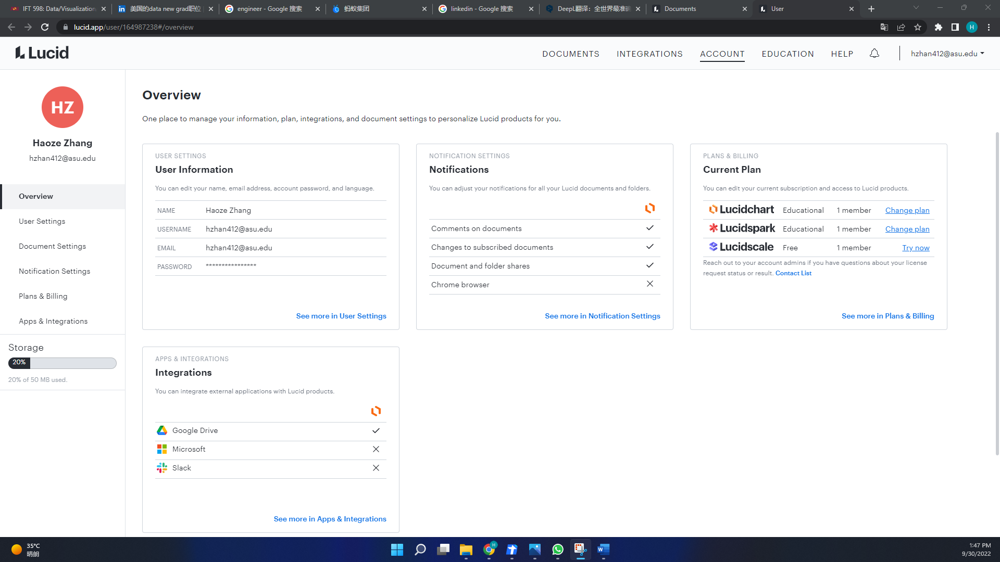 IFT 598: Data/Visualization
美国的data new grad职位
engineer - Google 搜索
蚂蚁集团
linkedin - Google 搜索
DeepL翻译：全世界最准确
Documents
User
lucid.app/user/164987238#/overview
H
Lucid
DOCUMENTS
INTEGRATIONS
ACCOUNT
EDUCATION
HELP
hzhan412@asu.edu
HZ
Haoze Zhang
hzhan412@asu.edu
Overview
User Settings
Document Settings
Notification Settings
Plans & Billing
Apps & Integrations
Storage
20%
20% of 50 MB used.
Overview
One place to manage your information, plan, integrations, and document settings to personalize Lucid products for you.
USER SETTINGS
User Information
You can edit your name, email address, account password, and language.
NAME Haoze Zhang
USERNAME hzhan412@asu.edu
EMAIL hzhan412@asu.edu
PASSWORD ****************
See more in User Settings
NOTIFICATION SETTINGS
Notifications
You can adjust your notifications for all your Lucid documents and folders.
Comments on documents
Changes to subscribed documents
Document and folder shares
Chrome browser
See more in Notification Settings
PLANS & BILLING
Current Plan
You can edit your current subscription and access to Lucid products.
Lucidchart Educational 1 member Change plan
Lucidspark Educational 1 member Change plan
Lucidscale Free 1 member Try now
Reach out to your account admins if you have questions about your license
request status or result. Contact List
See more in Plans & Billing
APPS & INTEGRATIONS
Integrations
You can integrate external applications with Lucid products.
Google Drive
Microsoft
Slack
See more in Apps & Integrations
35°C
晴朗
H
1:47 PM
9/30/2022